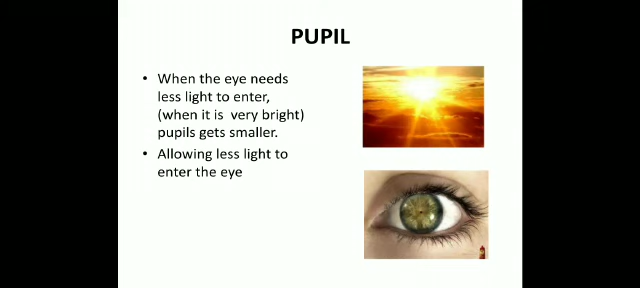 PUPIL
• When the eye needs
less light to enter,
(when it is very bright)
pupils gets smaller.
• Allowing less light to
enter the eye